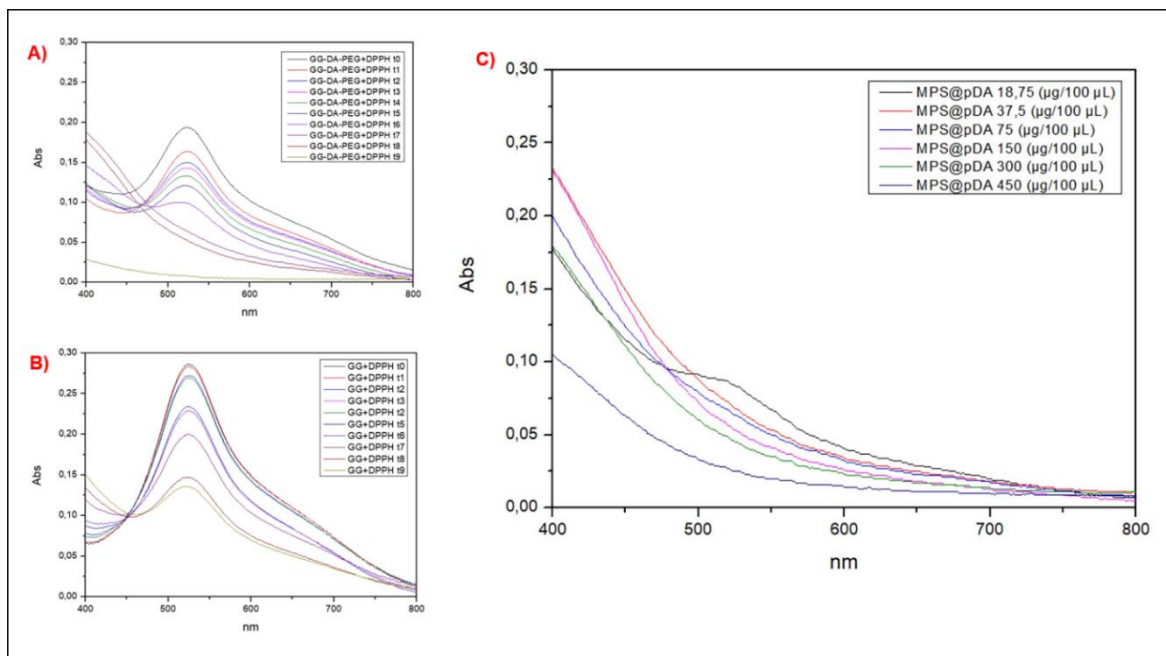 A)
0,30
0,25
0,20
0,15
0,10
0,05
0,00
Abs
400 500 600 700 800
nm
GG-DA-PEG+DPPH t0
GG-DA-PEG+DPPH t1
GG-DA-PEG+DPPH t2
GG-DA-PEG+DPPH t3
GG-DA-PEG+DPPH t4
GG-DA-PEG+DPPH t5
GG-DA-PEG+DPPH t6
GG-DA-PEG+DPPH t7
GG-DA-PEG+DPPH t8
GG-DA-PEG+DPPH t9
B)
0,30
0,25
0,20
0,15
0,10
0,05
0,00
Abs
400 500 600 700 800
nm
GG+DPPH t0
GG+DPPH t1
GG+DPPH t2
GG+DPPH t3
GG+DPPH t2
GG+DPPH t5
GG+DPPH t6
GG+DPPH t7
GG+DPPH t8
GG+DPPH t9
C)
0,30
0,25
0,20
0,15
0,10
0,05
0,00
Abs
400 500 600 700 800
nm
MPS@pDA 18,75 (µg/100 µL)
MPS@pDA 37,5 (µg/100 µL)
MPS@pDA 75 (µg/100 µL)
MPS@pDA 150 (µg/100 µL)
MPS@pDA 300 (µg/100 µL)
MPS@pDA 450 (µg/100 µL)